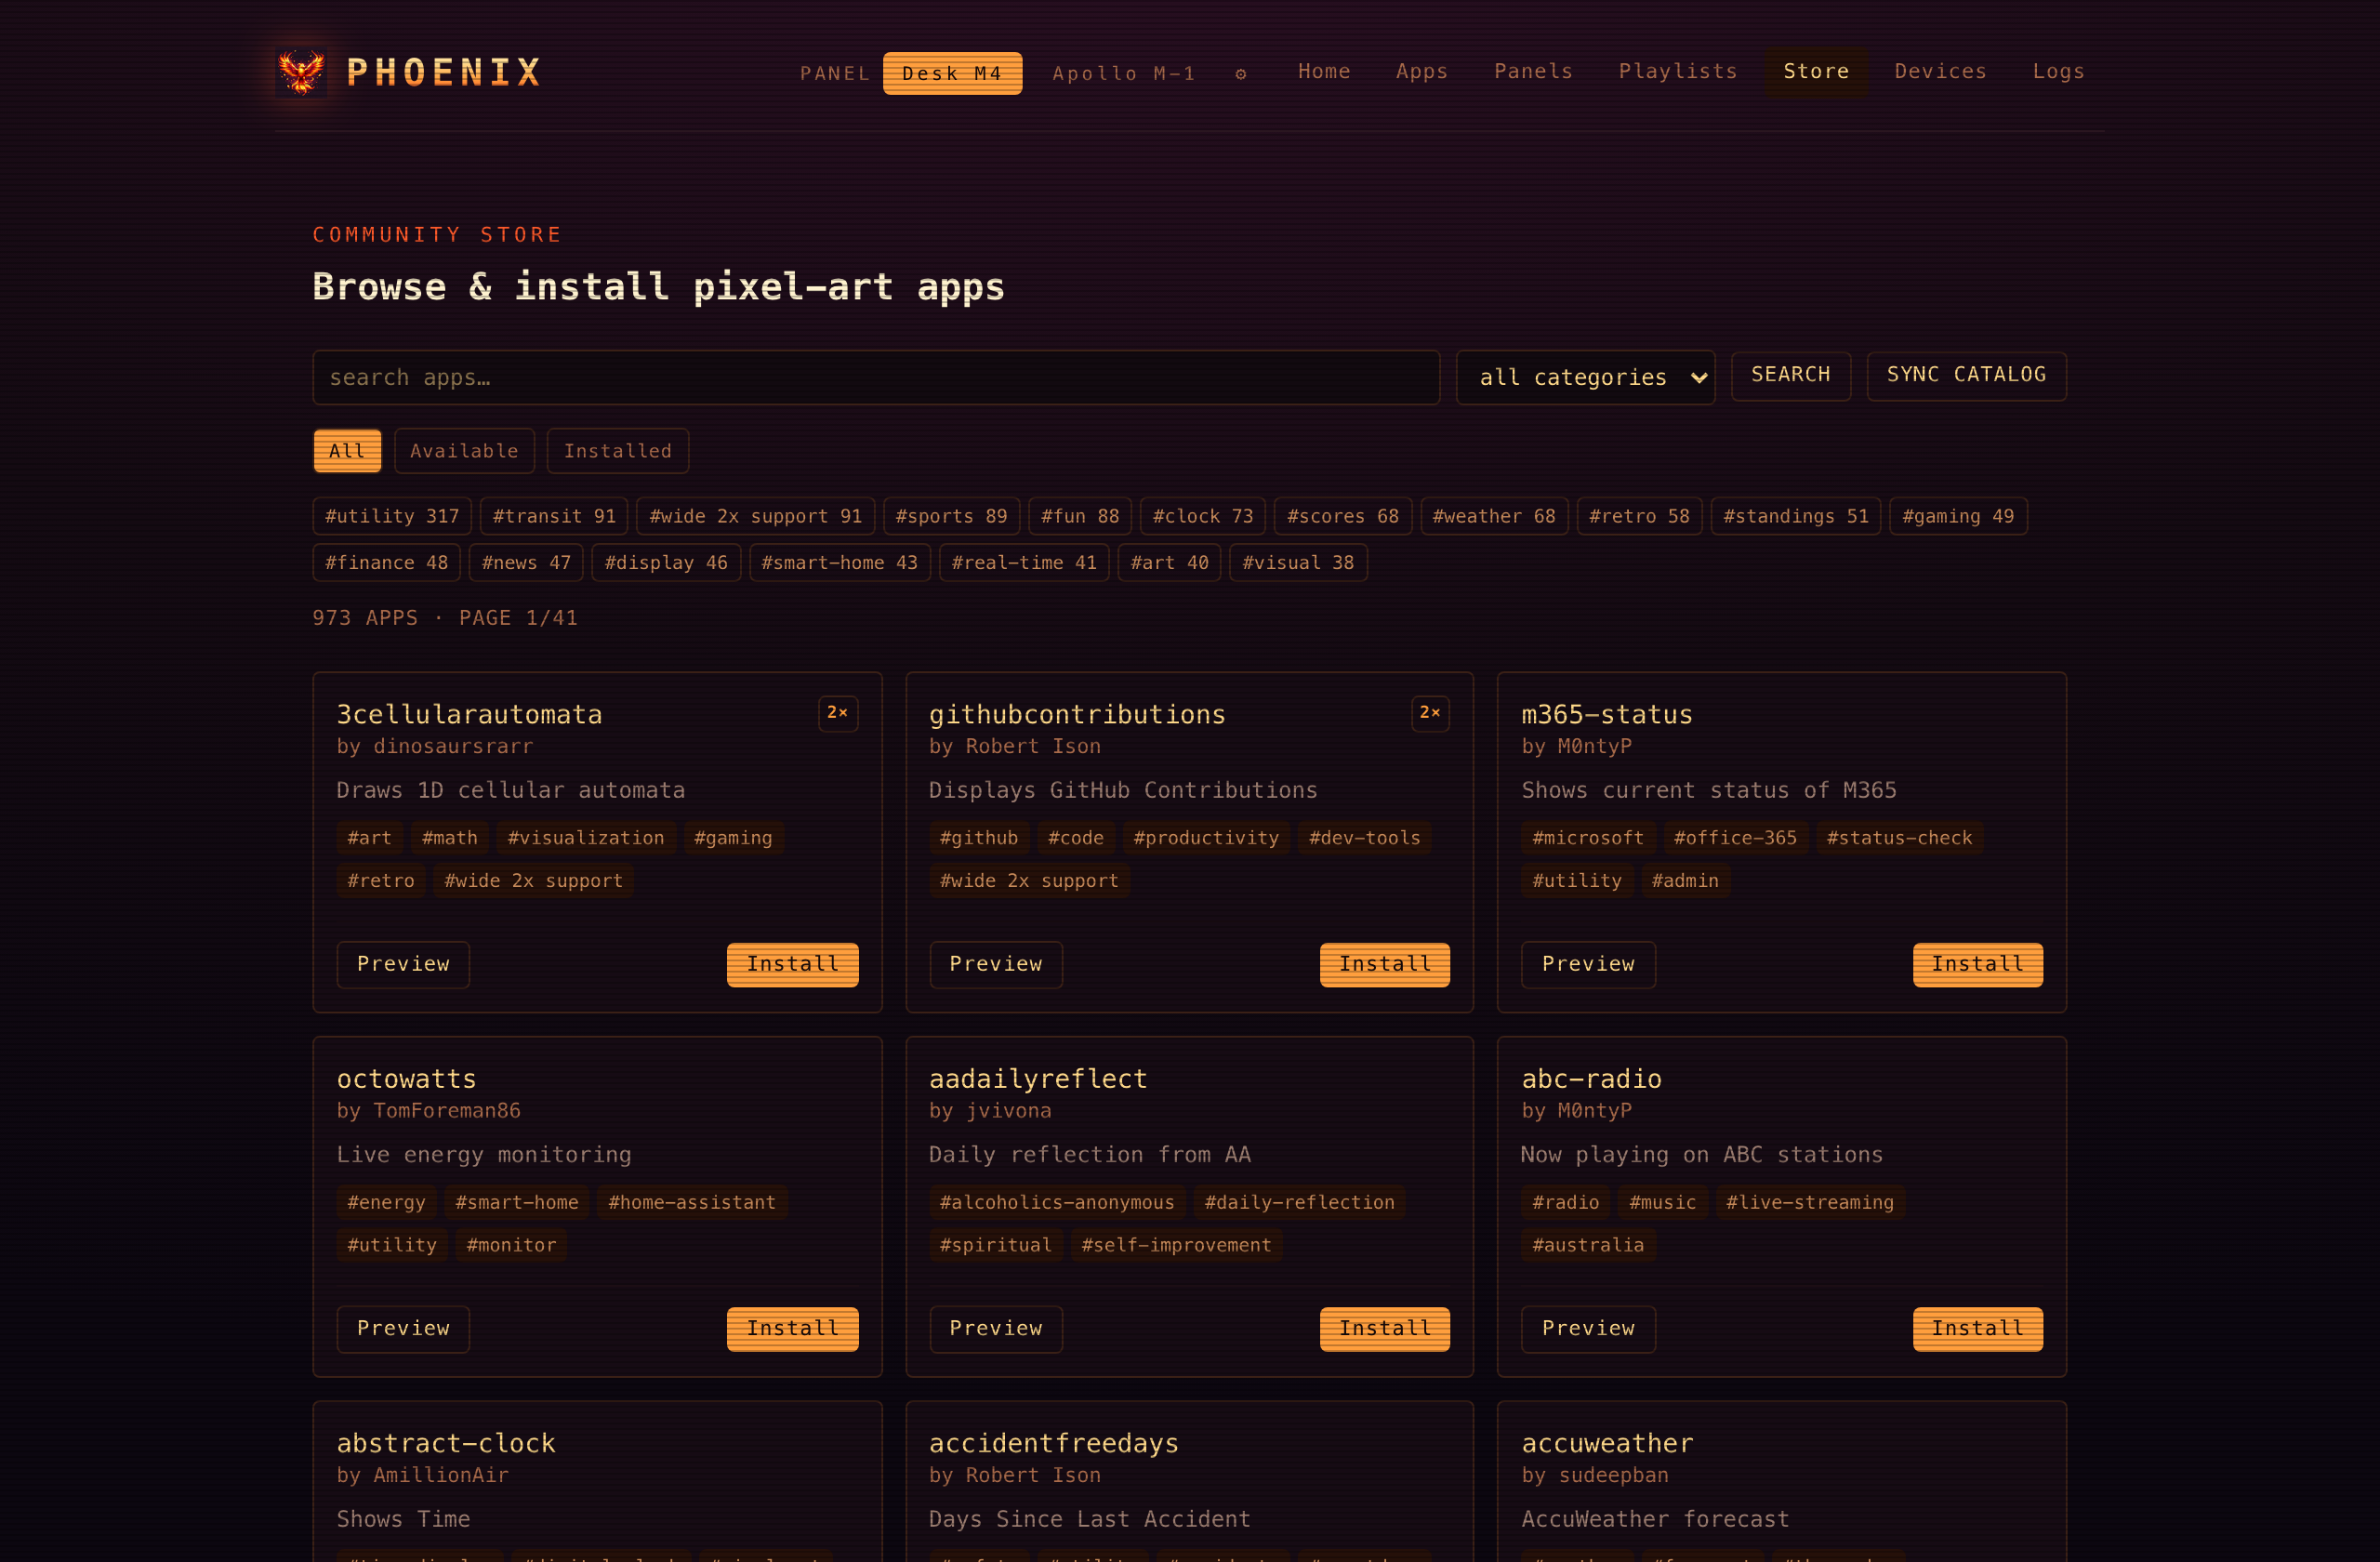 PHOENIX
PANEL Desk M4 Apollo M-1 ⚙ Home Apps Panels Playlists Store Devices Logs
COMMUNITY STORE
Browse & install pixel-art apps
search apps… all categories SEARCH SYNC CATALOG
All Available Installed
#utility 317 #transit 91 #wide 2x support 91 #sports 89 #fun 88 #clock 73 #scores 68 #weather 68 #retro 58 #standings 51 #gaming 49
#finance 48 #news 47 #display 46 #smart-home 43 #real-time 41 #art 40 #visual 38
973 APPS · PAGE 1/41
3cellularautomata 2×
by dinosaursrarr
Draws 1D cellular automata
#art #math #visualization #gaming
#retro #wide 2x support
Preview Install
githubcontributions 2×
by Robert Ison
Displays GitHub Contributions
#github #code #productivity #dev-tools
#wide 2x support
Preview Install
m365-status
by M0ntyP
Shows current status of M365
#microsoft #office-365 #status-check
#utility #admin
Preview Install
octowatts
by TomForeman86
Live energy monitoring
#energy #smart-home #home-assistant
#utility #monitor
Preview Install
aadailyreflect
by jvivona
Daily reflection from AA
#alcoholics-anonymous #daily-reflection
#spiritual #self-improvement
Preview Install
abc-radio
by M0ntyP
Now playing on ABC stations
#radio #music #live-streaming
#australia
Preview Install
abstract-clock
by AmillionAir
Shows Time
accidentfreedays
by Robert Ison
Days Since Last Accident
accuweather
by sudeepban
AccuWeather forecast